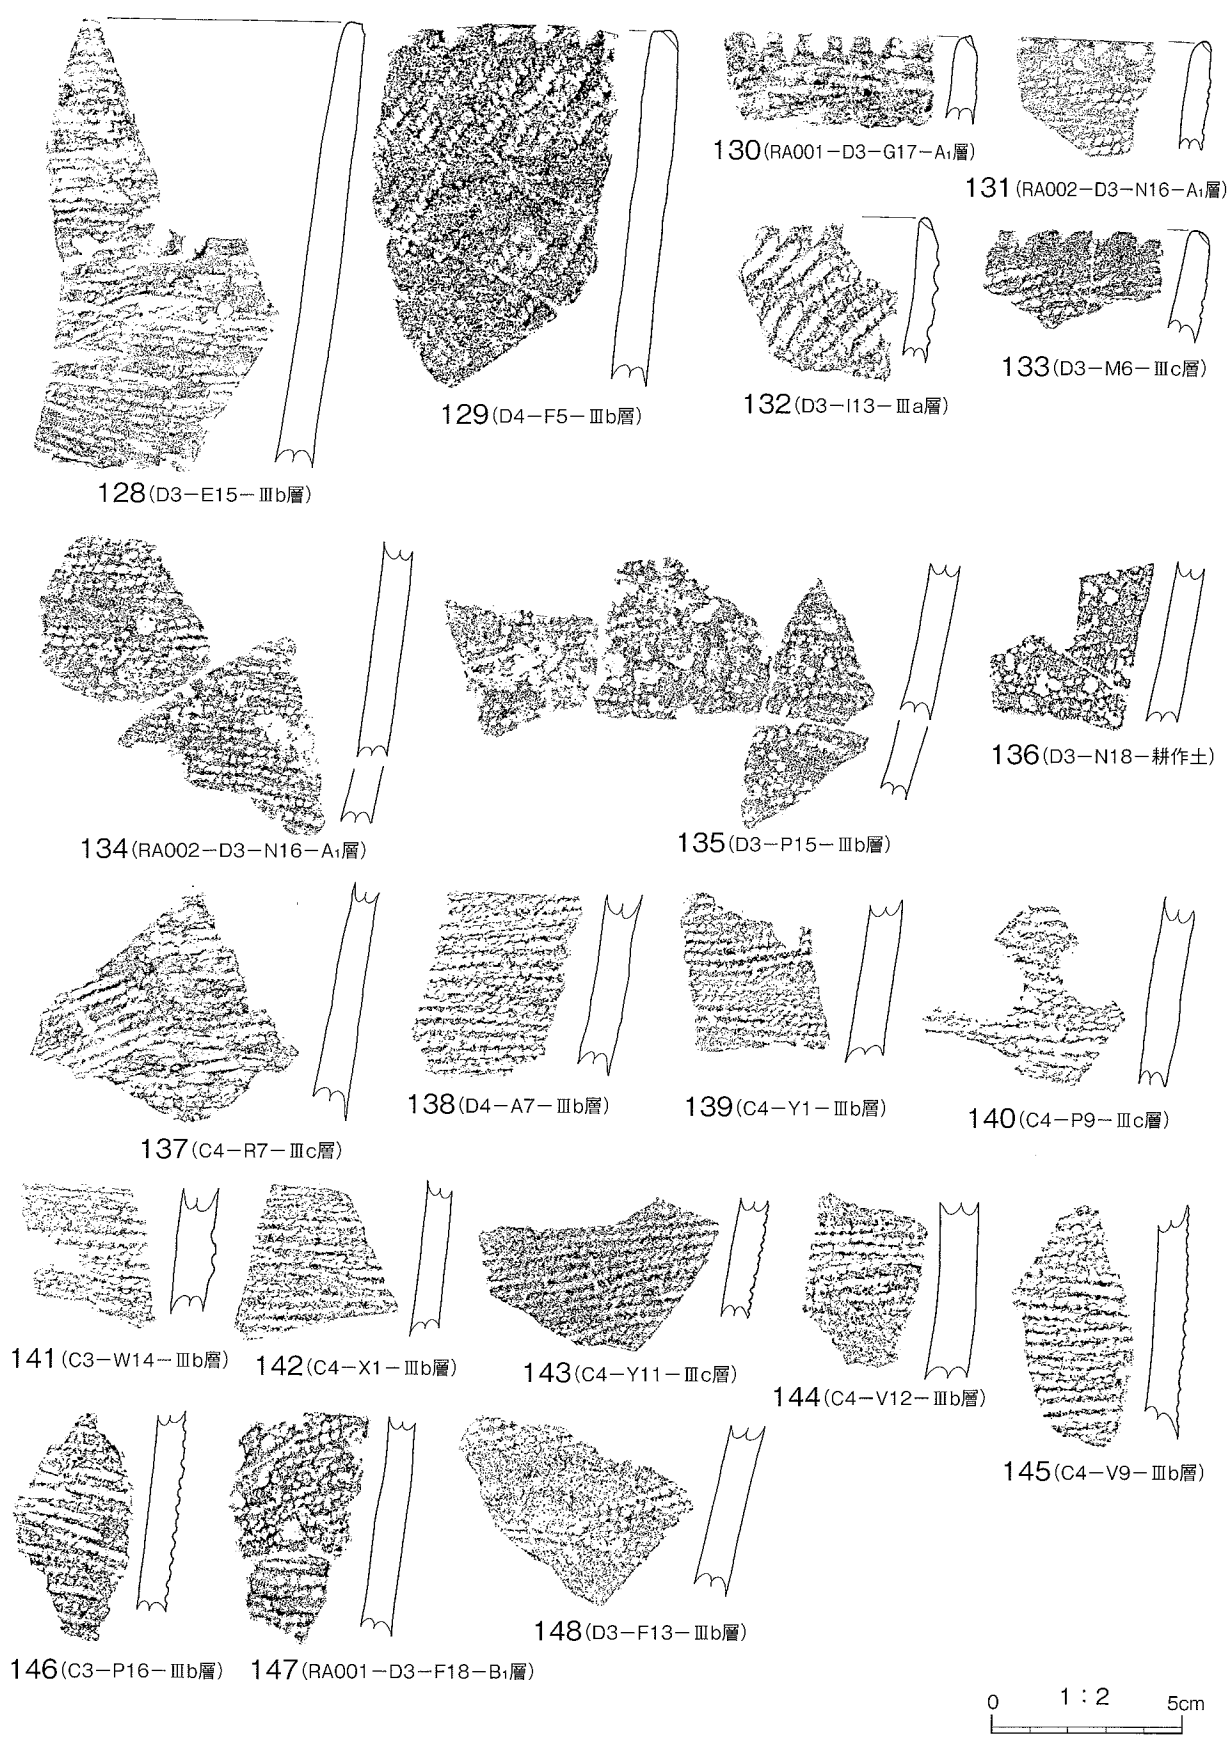 130(RA001-D3-G17-A₁層)
131(RA002-D3-N16-A₁層)
133(D3-M6-Ⅲc層)
132(D3-I13-Ⅲa層)
129(D4-F5-Ⅲb層)
128(D3-E15-Ⅲb層)
136(D3-N18-耕作土)
135(D3-P15-Ⅲb層)
134(RA002-D3-N16-A₁層)
138(D4-A7-Ⅲb層)
139(C4-Y1-Ⅲb層)
140(C4-P9-Ⅲc層)
137(C4-R7-Ⅲc層)
141(C3-W14-Ⅲb層)
142(C4-X1-Ⅲb層)
143(C4-Y11-Ⅲc層)
144(C4-V12-Ⅲb層)
145(C4-V9-Ⅲb層)
148(D3-F13-Ⅲb層)
146(C3-P16-Ⅲb層)
147(RA001-D3-F18-B₁層)
0 1:2 5cm